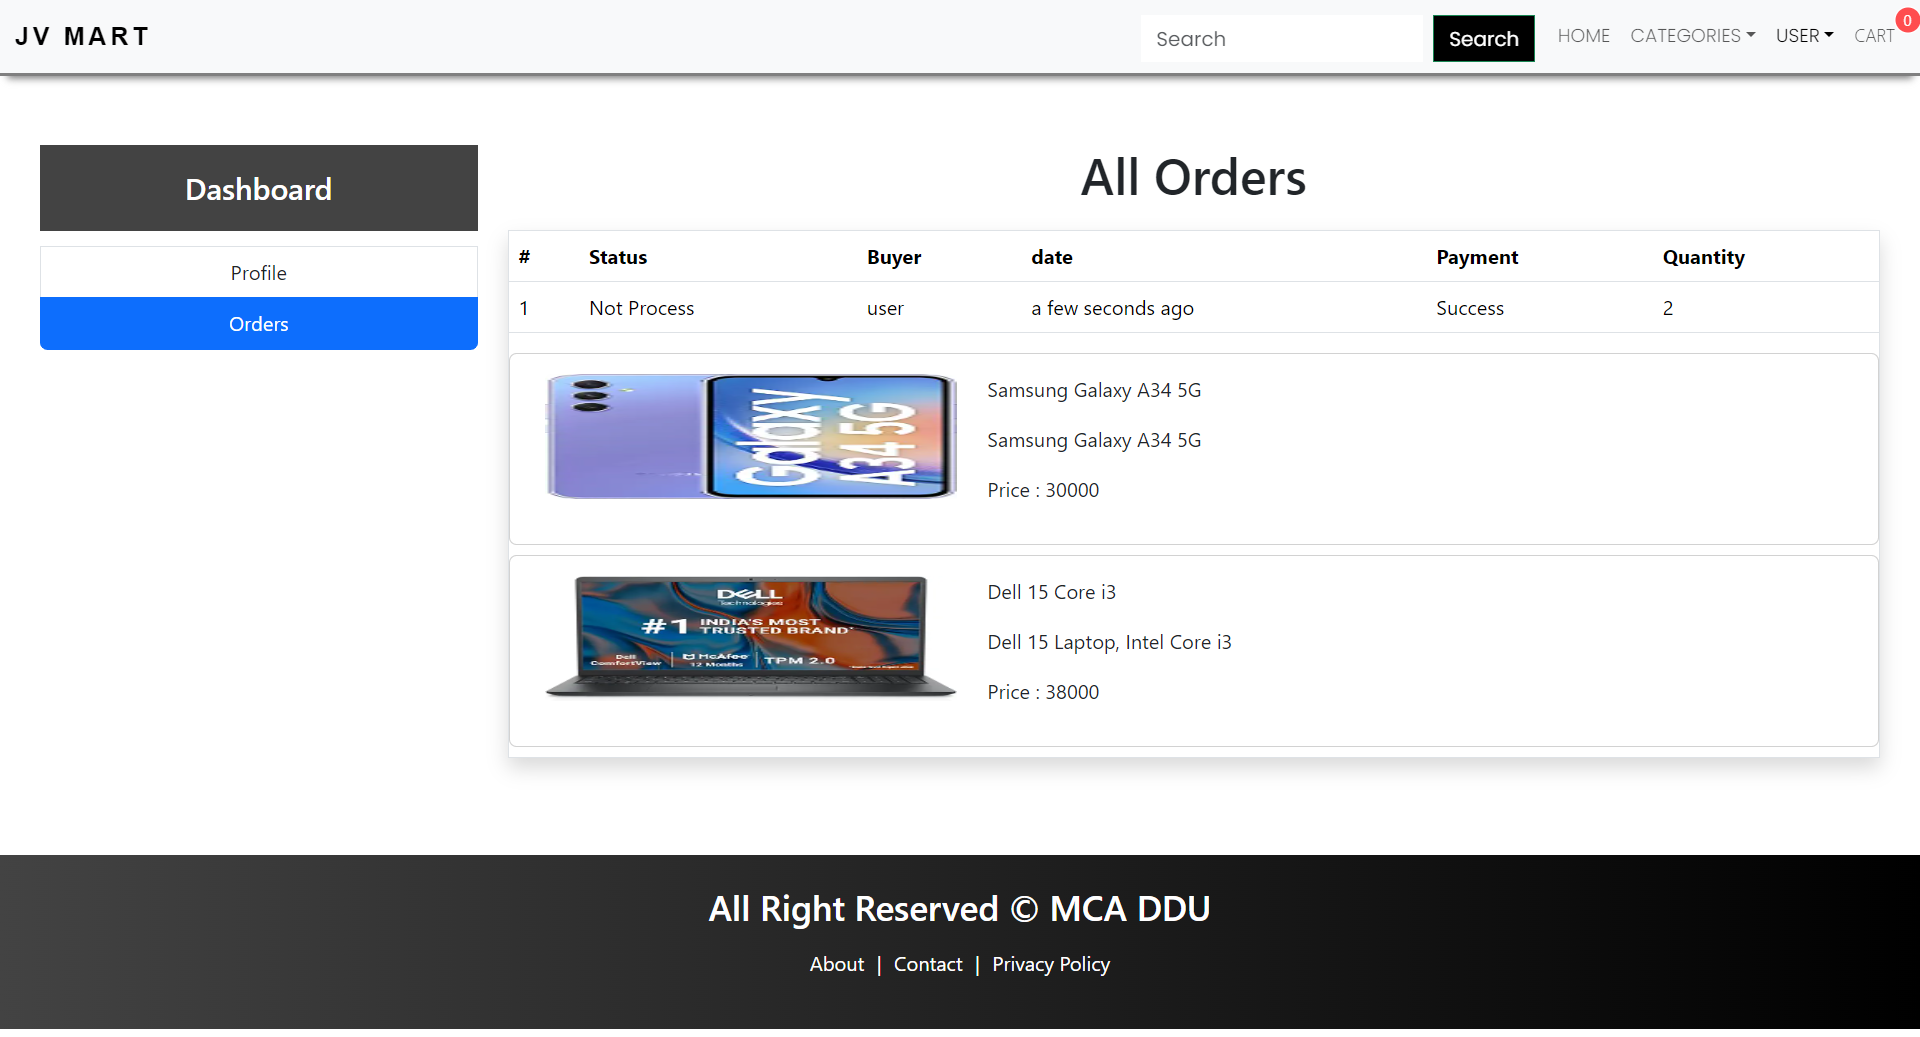 JV MART
Search
Search
HOME
CATEGORIES
USER
CART
0
Dashboard
Profile
Orders
All Orders
# Status Buyer date Payment Quantity
1 Not Process user a few seconds ago Success 2
Galaxy
A34 5G
Samsung Galaxy A34 5G
Samsung Galaxy A34 5G
Price : 30000
DELL
Technologies
#1 INDIA'S MOST
TRUSTED BRAND*
Dell
ComfortView
McAfee
12 Months
TPM 2.0
Dell 15 Core i3
Dell 15 Laptop, Intel Core i3
Price : 38000
All Right Reserved © MCA DDU
About | Contact | Privacy Policy